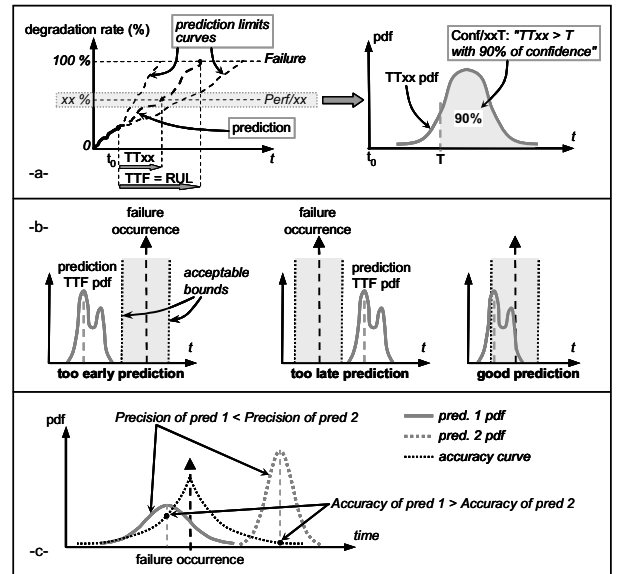 degradation rate (%)
prediction limits
curves
100 %
Failure
xx %
Perf/xx
prediction
0
t0
TTxx
t
TTF = RUL
-a-
pdf
Conf/xxT: "TTxx > T
with 90% of confidence"
TTxx pdf
90%
t
t0
T
-b-
failure
occurrence
prediction
TTF pdf
acceptable
bounds
t
too early prediction
failure
occurrence
prediction
TTF pdf
t
too late prediction
t
good prediction
Precision of pred 1 < Precision of pred 2
pdf
pred. 1 pdf
pred. 2 pdf
accuracy curve
Accuracy of pred 1 > Accuracy of pred 2
time
-c-
failure occurrence